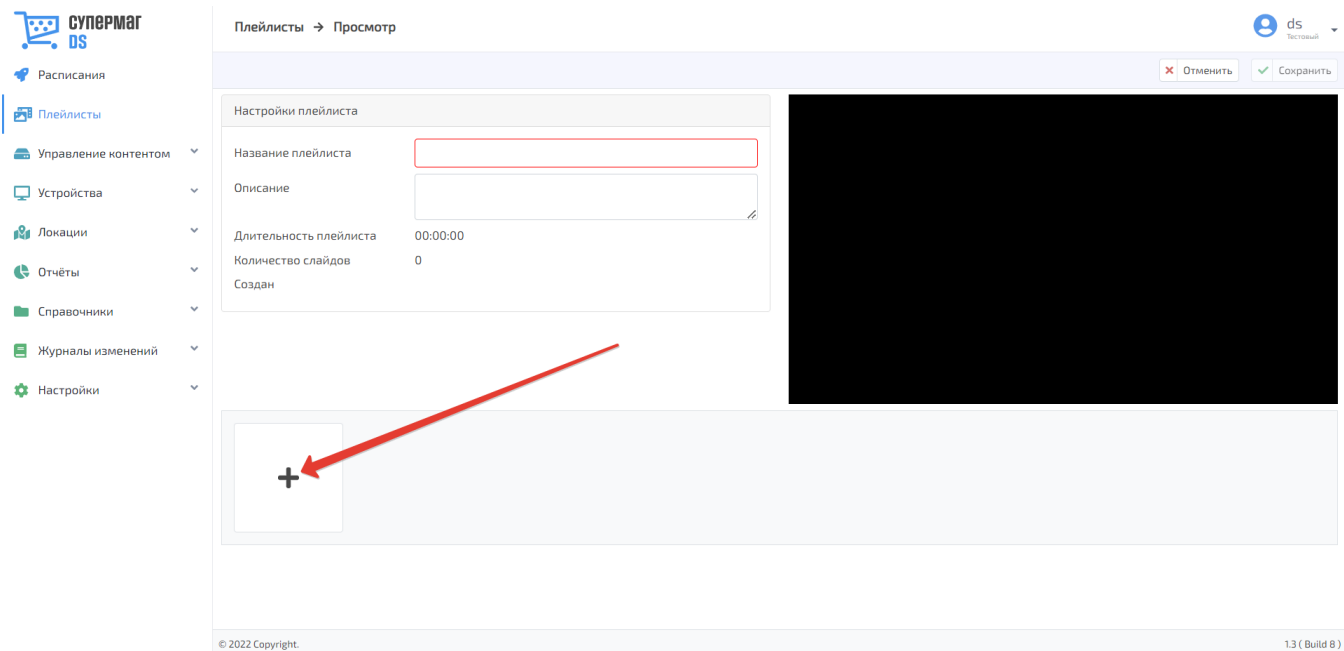 супермаг
DS
Плейлисты → Просмотр
ds
Тестовый
Отменить
Сохранить
Расписания
Плейлисты
Управление контентом
Устройства
Локации
Отчёты
Справочники
Журналы изменений
Настройки
Настройки плейлиста
Название плейлиста
Описание
Длительность плейлиста 00:00:00
Количество слайдов 0
Создан
© 2022 Copyright.
1.3 ( Build 8 )